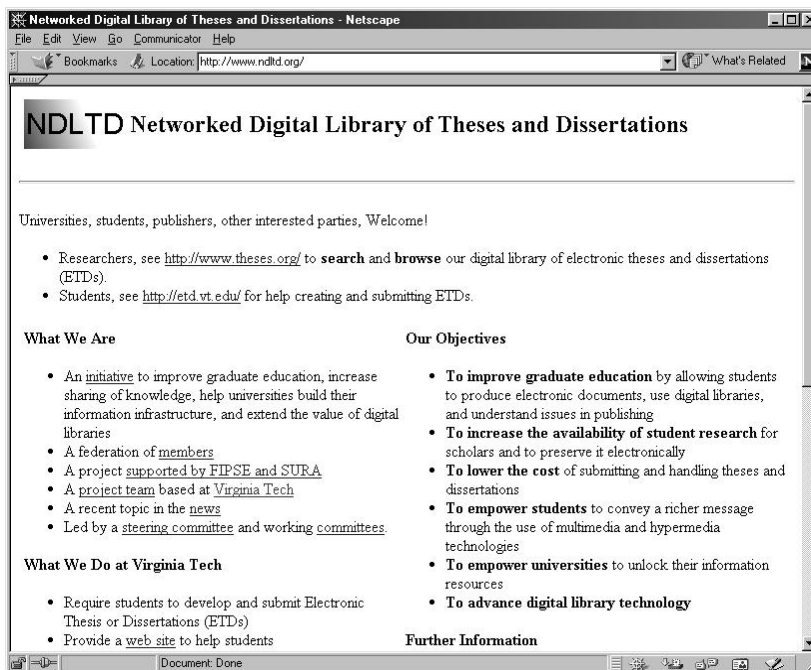 Networked Digital Library of Theses and Dissertations - Netscape
File Edit View Go Communicator Help
Bookmarks Location: http://www.ndltd.org/ What's Related
NDLTD Networked Digital Library of Theses and Dissertations
Universities, students, publishers, other interested parties, Welcome!
• Researchers, see http://www.theses.org/ to search and browse our digital library of electronic theses and dissertations
(ETDs).
• Students, see http://etd.vt.edu/ for help creating and submitting ETDs.
What We Are
• An initiative to improve graduate education, increase
sharing of knowledge, help universities build their
information infrastructure, and extend the value of digital
libraries
• A federation of members
• A project supported by FIPSE and SURA
• A project team based at Virginia Tech
• A recent topic in the news
• Led by a steering committee and working committees.
What We Do at Virginia Tech
• Require students to develop and submit Electronic
Thesis or Dissertations (ETDs)
• Provide a web site to help students
Our Objectives
• To improve graduate education by allowing students
to produce electronic documents, use digital libraries,
and understand issues in publishing
• To increase the availability of student research for
scholars and to preserve it electronically
• To lower the cost of submitting and handling theses and
dissertations
• To empower students to convey a richer message
through the use of multimedia and hypermedia
technologies
• To empower universities to unlock their information
resources
• To advance digital library technology
Further Information
Document: Done